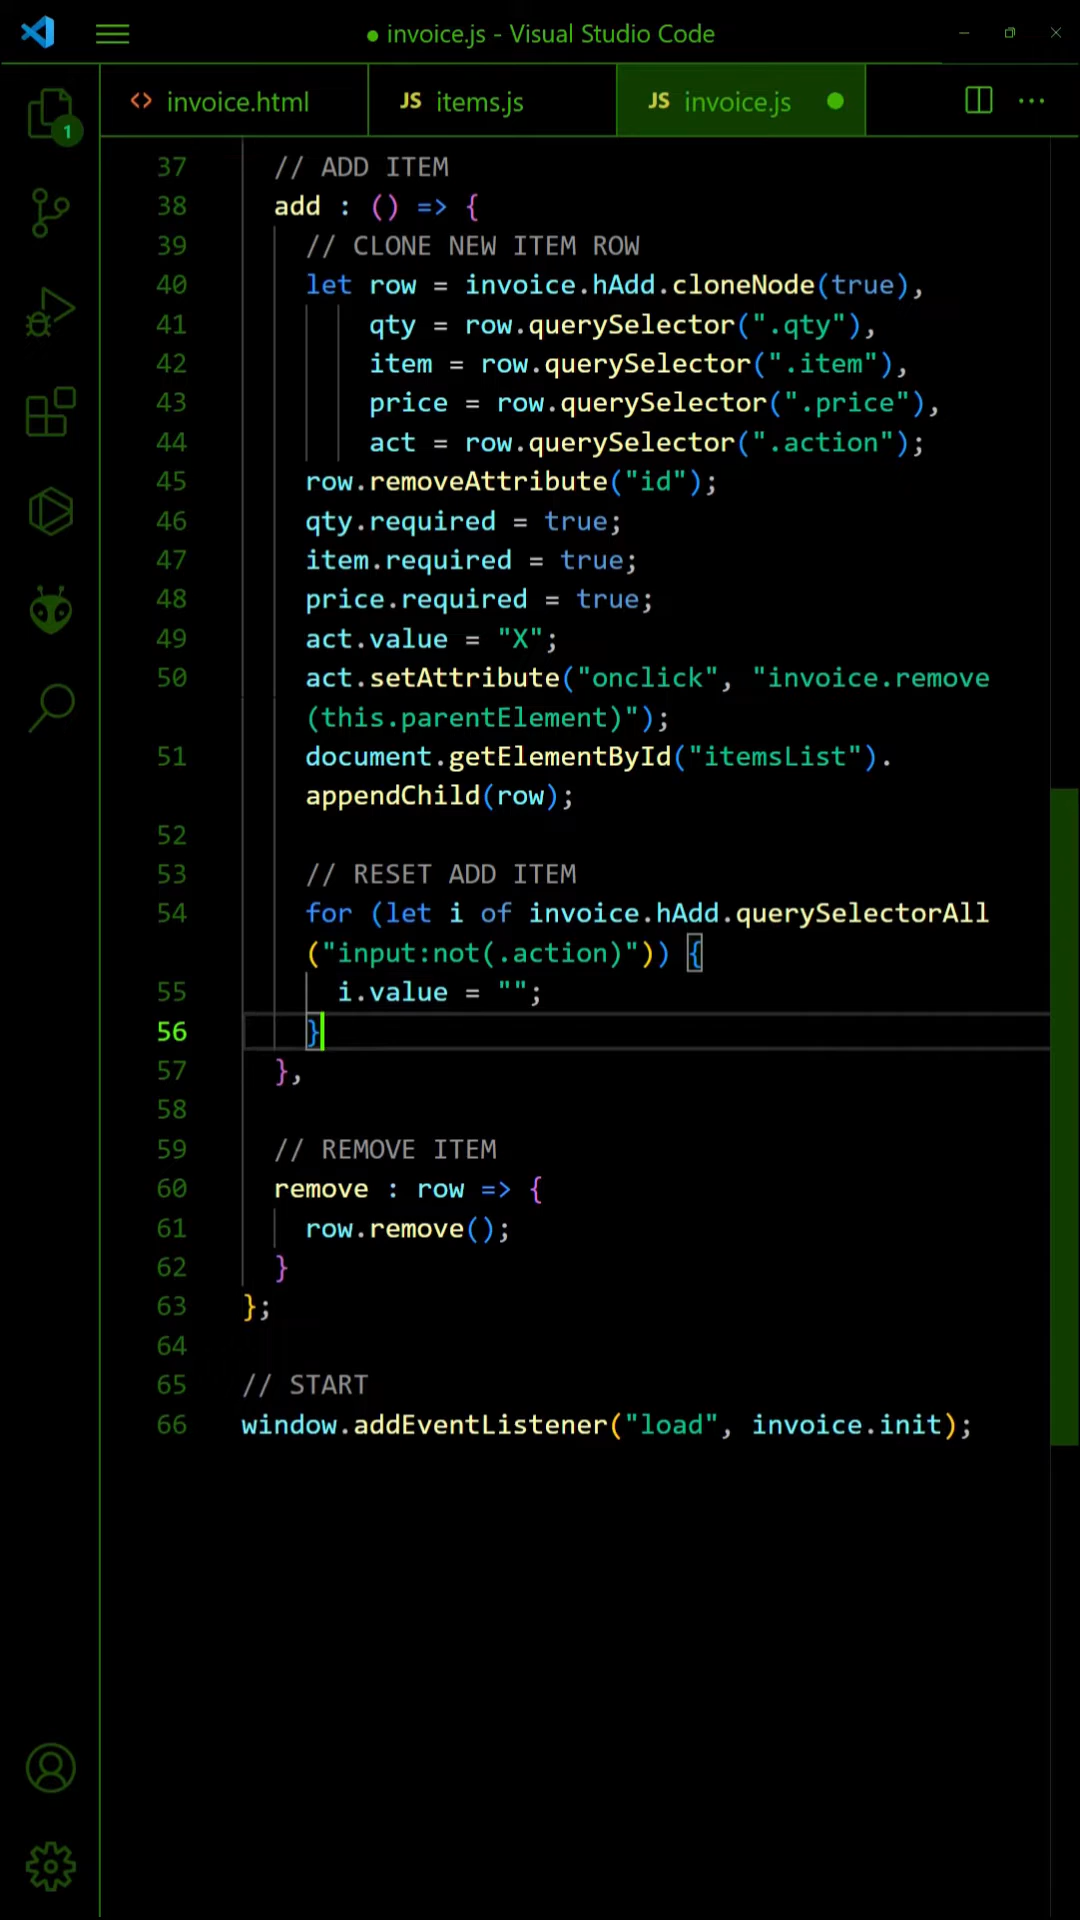 ● invoice.js - Visual Studio Code
<> invoice.html JS items.js JS invoice.js ● ···
1
37 // ADD ITEM
38 add : () => {
39 // CLONE NEW ITEM ROW
40 let row = invoice.hAdd.cloneNode(true),
41 qty = row.querySelector(".qty"),
42 item = row.querySelector(".item"),
43 price = row.querySelector(".price"),
44 act = row.querySelector(".action");
45 row.removeAttribute("id");
46 qty.required = true;
47 item.required = true;
48 price.required = true;
49 act.value = "X";
50 act.setAttribute("onclick", "invoice.remove
(this.parentElement)");
51 document.getElementById("itemsList").
appendChild(row);
52
53 // RESET ADD ITEM
54 for (let i of invoice.hAdd.querySelectorAll
("input:not(.action)")) {
55 i.value = "";
56 }
57 },
58
59 // REMOVE ITEM
60 remove : row => {
61 row.remove();
62 }
63 };
64
65 // START
66 window.addEventListener("load", invoice.init);